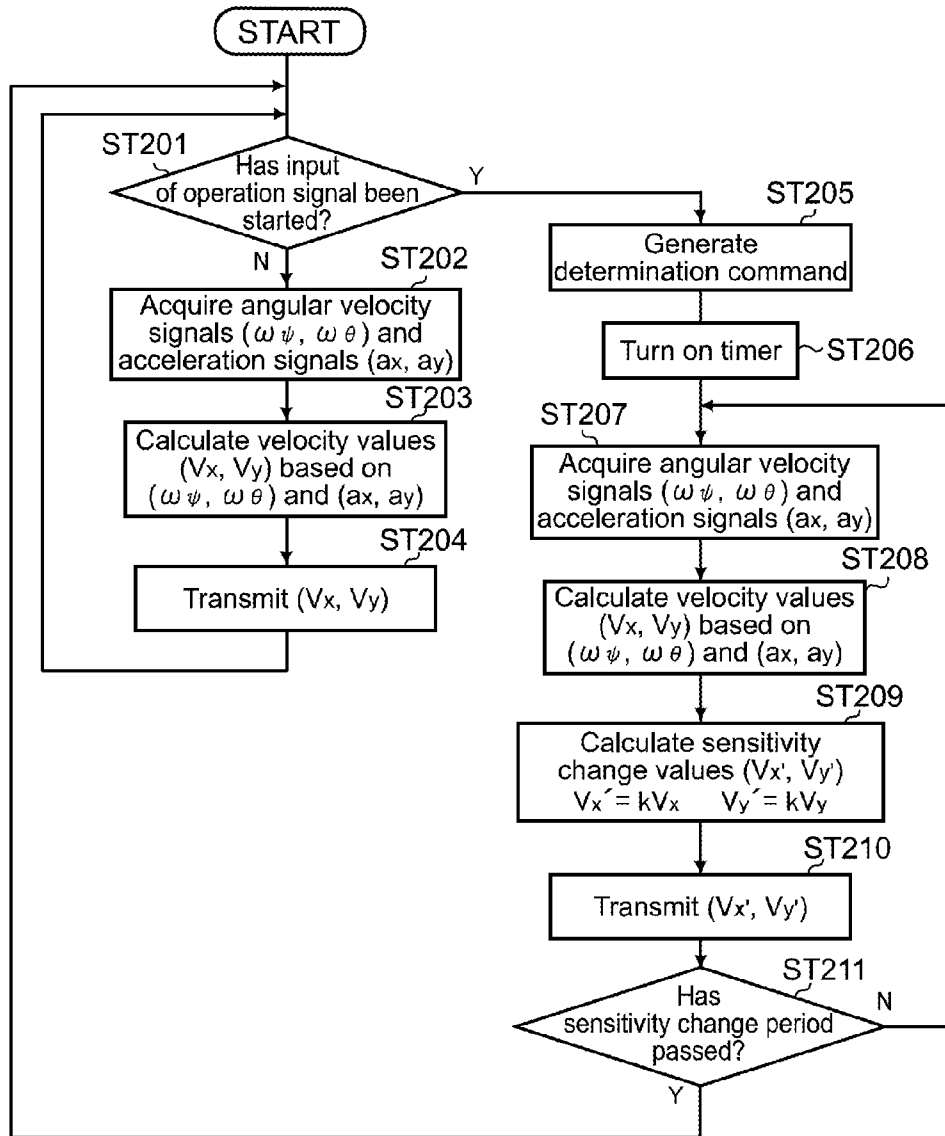 START
ST201
Has input
of operation signal been
started?
Y
N
ST202
Acquire angular velocity
signals (ωψ, ωθ) and
acceleration signals (ax, ay)
ST203
Calculate velocity values
(Vx, Vy) based on
(ωψ, ωθ) and (ax, ay)
ST204
Transmit (Vx, Vy)
ST205
Generate
determination command
Turn on timer
ST206
ST207
Acquire angular velocity
signals (ωψ, ωθ) and
acceleration signals (ax, ay)
ST208
Calculate velocity values
(Vx, Vy) based on
(ωψ, ωθ) and (ax, ay)
ST209
Calculate sensitivity
change values (Vx', Vy')
Vx´= kVx Vy´= kVy
ST210
Transmit (Vx', Vy')
ST211
Has
sensitivity change period
passed?
N
Y